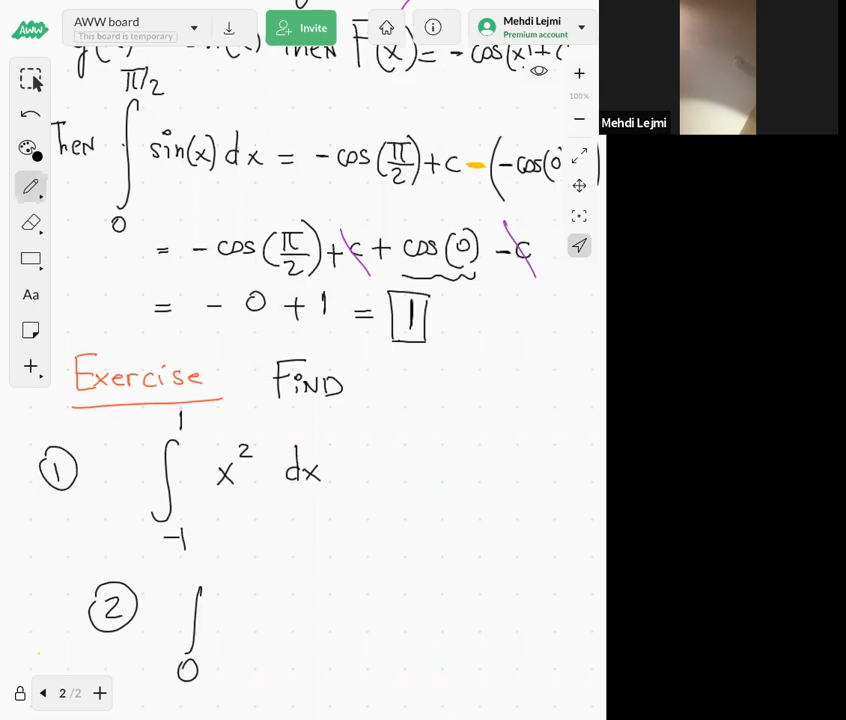 AWW board
This board is temporary
Invite
Mehdi Lejmi
Premium account
then F(x) = - cos(x) + C
100%
Mehdi Lejmi
Then ∫₀^{π/2} sin(x) dx = - cos(π/2) + C - (-cos(0)
= - cos(π/2) + C + cos(0) - C
= - 0 + 1 = 1
Aa
Exercise FIND
① ∫₋₁^1 x² dx
② ∫₀
2 / 2